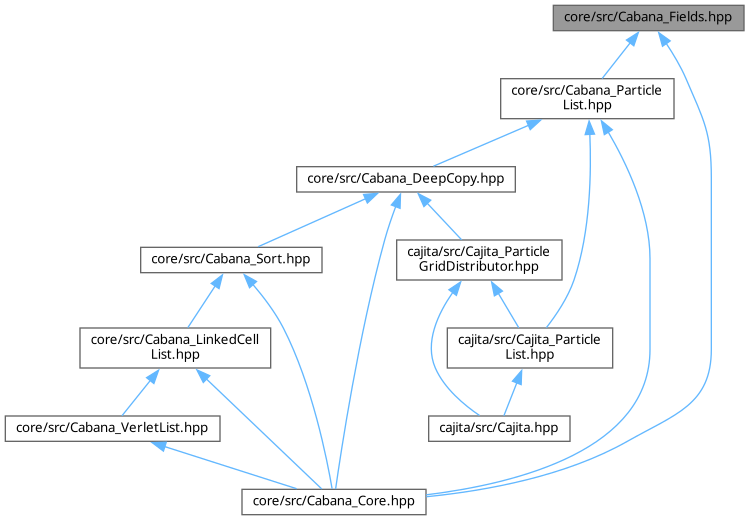 core/src/Cabana_Fields.hpp
core/src/Cabana_Particle
List.hpp
core/src/Cabana_DeepCopy.hpp
core/src/Cabana_Sort.hpp
cajita/src/Cajita_Particle
GridDistributor.hpp
core/src/Cabana_LinkedCell
List.hpp
cajita/src/Cajita_Particle
List.hpp
core/src/Cabana_VerletList.hpp
cajita/src/Cajita.hpp
core/src/Cabana_Core.hpp